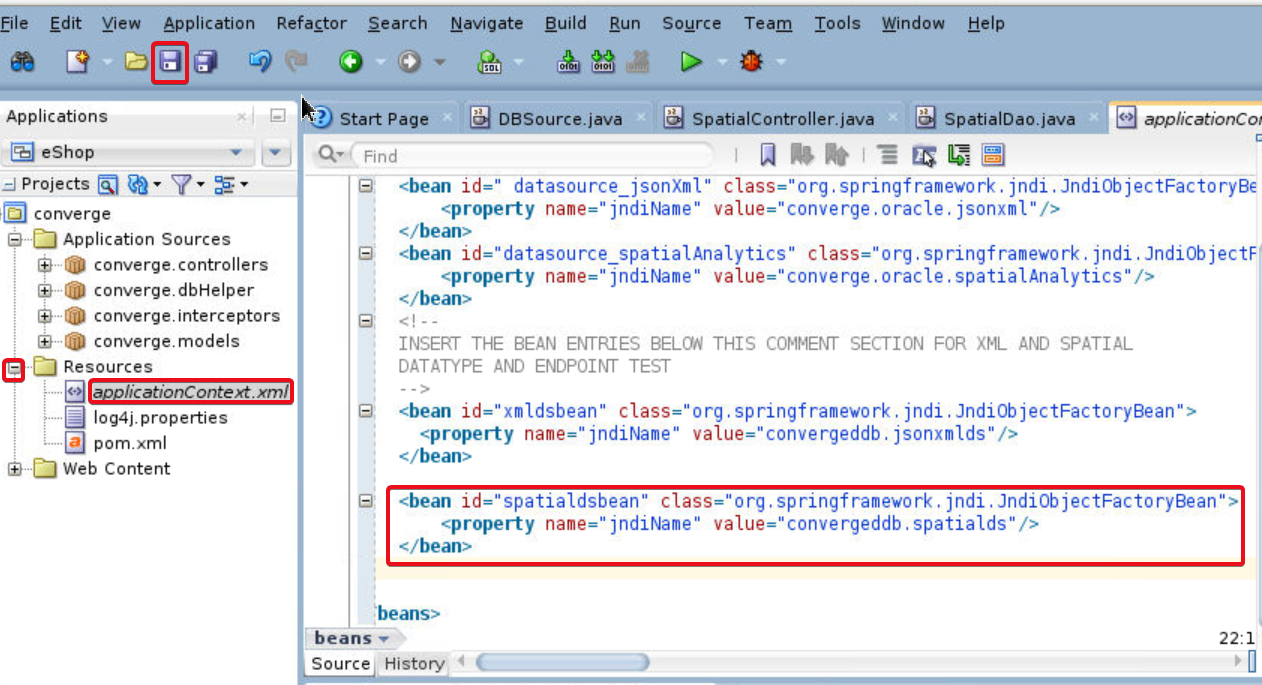 File Edit View Application Refactor Search Navigate Build Run Source Team Tools Window Help
Applications
eShop
Projects
converge
Application Sources
converge.controllers
converge.dbHelper
converge.interceptors
converge.models
Resources
applicationContext.xml
log4j.properties
pom.xml
Web Content
Start Page DBSource.java SpatialController.java SpatialDao.java applicationCo
Find
<bean id=" datasource_jsonXml" class="org.springframework.jndi.JndiObjectFactoryBe
<property name="jndiName" value="converge.oracle.jsonxml"/>
</bean>
<bean id="datasource_spatialAnalytics" class="org.springframework.jndi.JndiObjectF
<property name="jndiName" value="converge.oracle.spatialAnalytics"/>
</bean>
<!--
INSERT THE BEAN ENTRIES BELOW THIS COMMENT SECTION FOR XML AND SPATIAL
DATATYPE AND ENDPOINT TEST
-->
<bean id="xmldsbean" class="org.springframework.jndi.JndiObjectFactoryBean">
<property name="jndiName" value="convergeddb.jsonxmlds"/>
</bean>
<bean id="spatialdsbean" class="org.springframework.jndi.JndiObjectFactoryBean">
<property name="jndiName" value="convergeddb.spatialds"/>
</bean>
beans>
beans
22:1
Source History